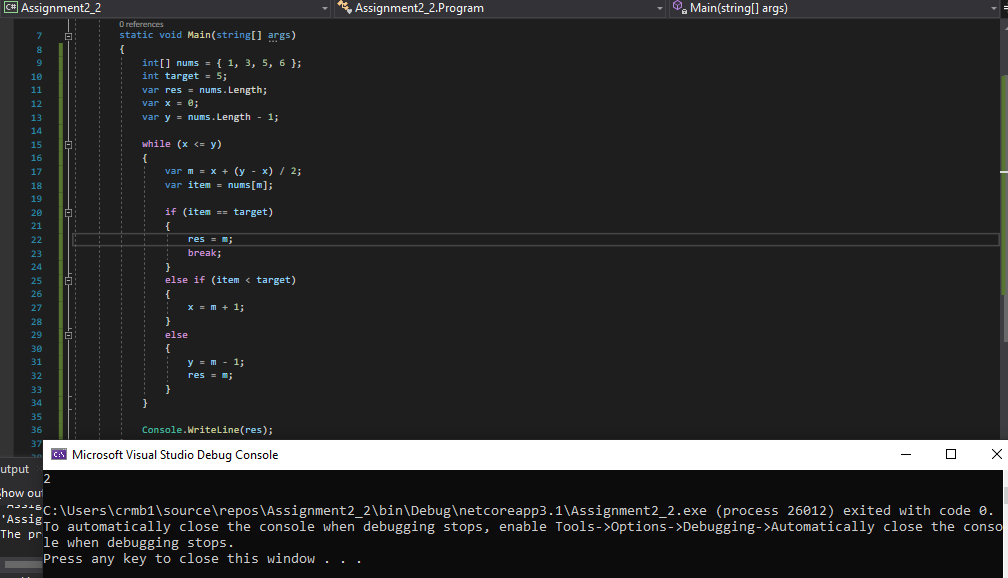 C# Assignment2_2 Assignment2_2.Program Main(string[] args)
0 references
7 static void Main(string[] args)
8 {
9 int[] nums = { 1, 3, 5, 6 };
10 int target = 5;
11 var res = nums.Length;
12 var x = 0;
13 var y = nums.Length - 1;
14
15 while (x <= y)
16 {
17 var m = x + (y - x) / 2;
18 var item = nums[m];
19
20 if (item == target)
21 {
22 res = m;
23 break;
24 }
25 else if (item < target)
26 {
27 x = m + 1;
28 }
29 else
30 {
31 y = m - 1;
32 res = m;
33 }
34 }
35
36 Console.WriteLine(res);
37
utput
how out
'Assig
The pr
C:\ Microsoft Visual Studio Debug Console
2
C:\Users\crmb1\source\repos\Assignment2_2\bin\Debug\netcoreapp3.1\Assignment2_2.exe (process 26012) exited with code 0.
To automatically close the console when debugging stops, enable Tools->Options->Debugging->Automatically close the conso
le when debugging stops.
Press any key to close this window . . .